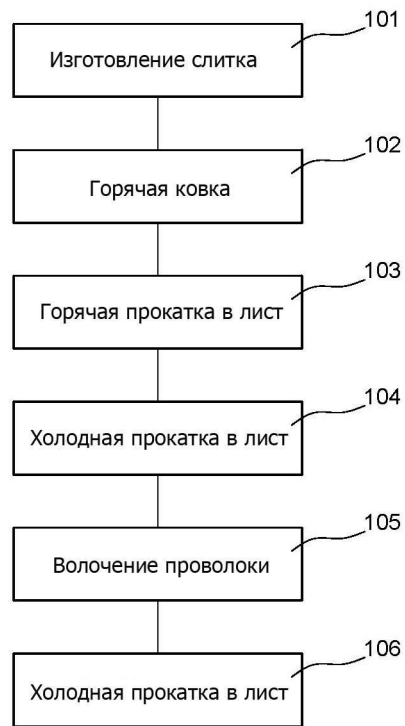 101
Изготовление слитка
102
Горячая ковка
103
Горячая прокатка в лист
104
Холодная прокатка в лист
105
Волочение проволоки
106
Холодная прокатка в лист